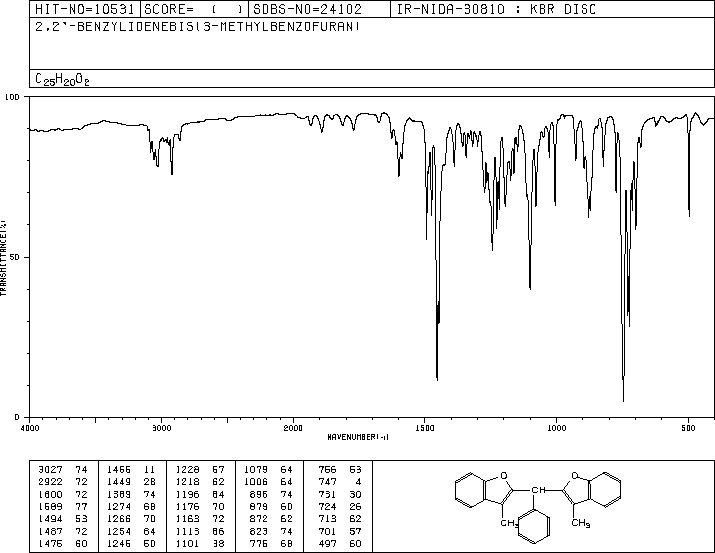 HIT-NO=10531 SCORE= ( ) SDBS-NO=24102 IR-NIDA-30810 : KBR DISC
2,2'-BENZYLIDENEBIS(3-METHYLBENZOFURAN)
C25H20O2
100
50
0
TRANSMITTANCE(%)
4000 3000 2000 1500 1000 500
WAVENUMBER(-1)
3027 74 1456 11 1228 57 1079 64 756 53
2922 72 1449 28 1218 62 1006 64 747 4
1600 72 1389 74 1196 64 896 74 731 30
1589 77 1274 68 1176 70 879 60 724 26
1494 53 1266 70 1163 72 872 62 713 62
1487 72 1254 64 1113 86 823 74 701 57
1475 60 1246 50 1101 38 776 68 497 60
O O
CH
CH3 CH3